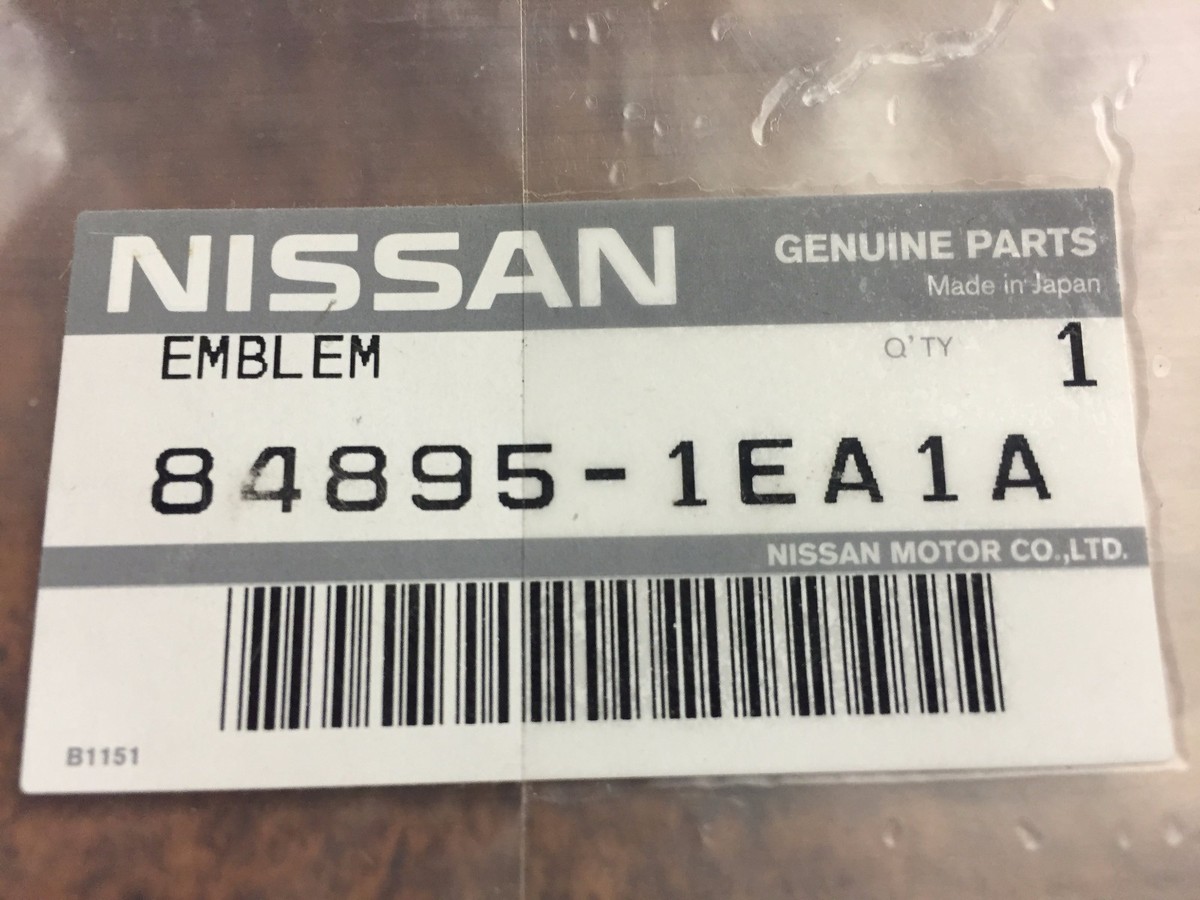 NISSAN
GENUINE PARTS
Made in Japan
EMBLEM
Q'TY 1
84895-1EA1A
NISSAN MOTOR CO.,LTD.
B1151